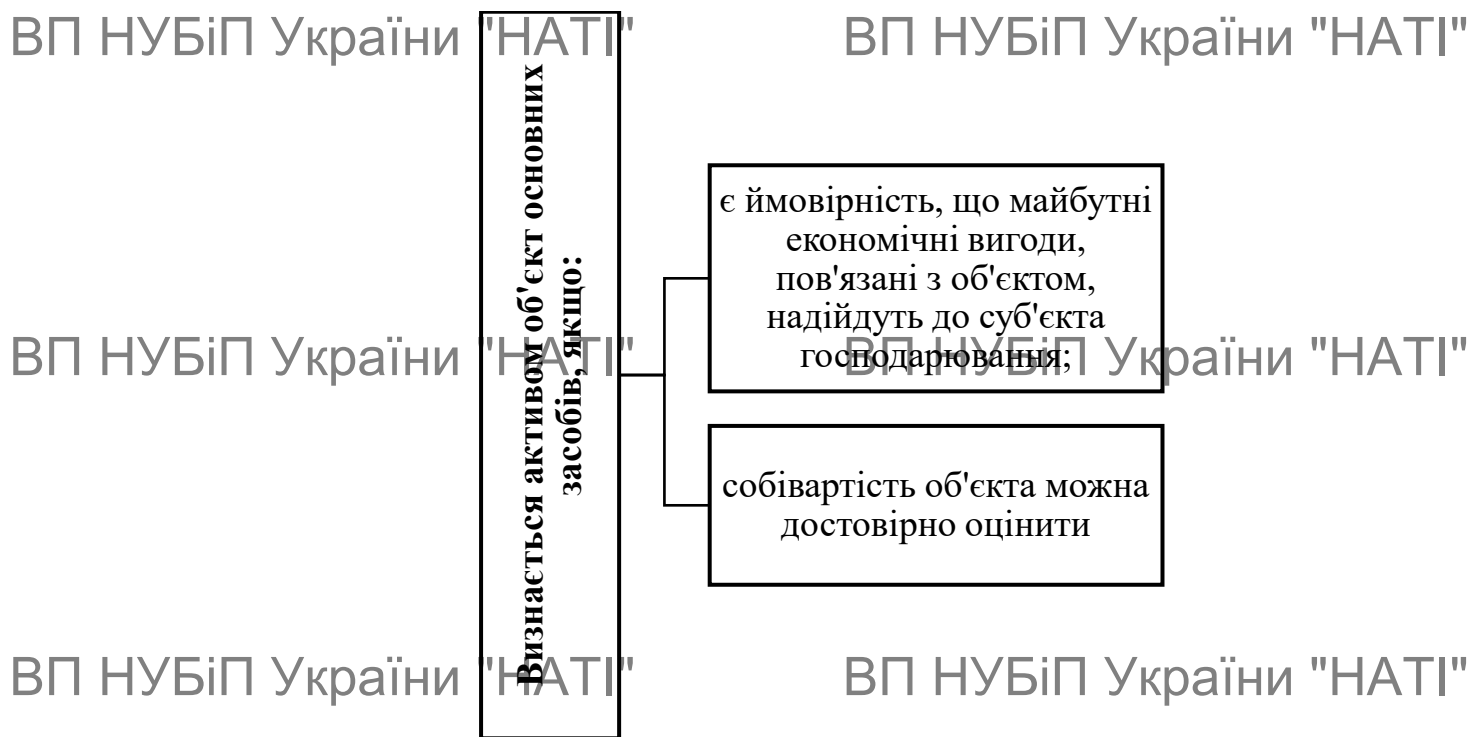 ВП НУБіП України "НАТІ"
ВП НУБіП України "НАТІ"
Визнається активом об'єкт основних
засобів, якщо:
є ймовірність, що майбутні
економічні вигоди,
пов'язані з об'єктом,
надійдуть до суб'єкта
господарювання;
ВП НУБіП України "НАТІ"
ВП НУБіП України "НАТІ"
собівартість об'єкта можна
достовірно оцінити
ВП НУБіП України "НАТІ"
ВП НУБіП України "НАТІ"